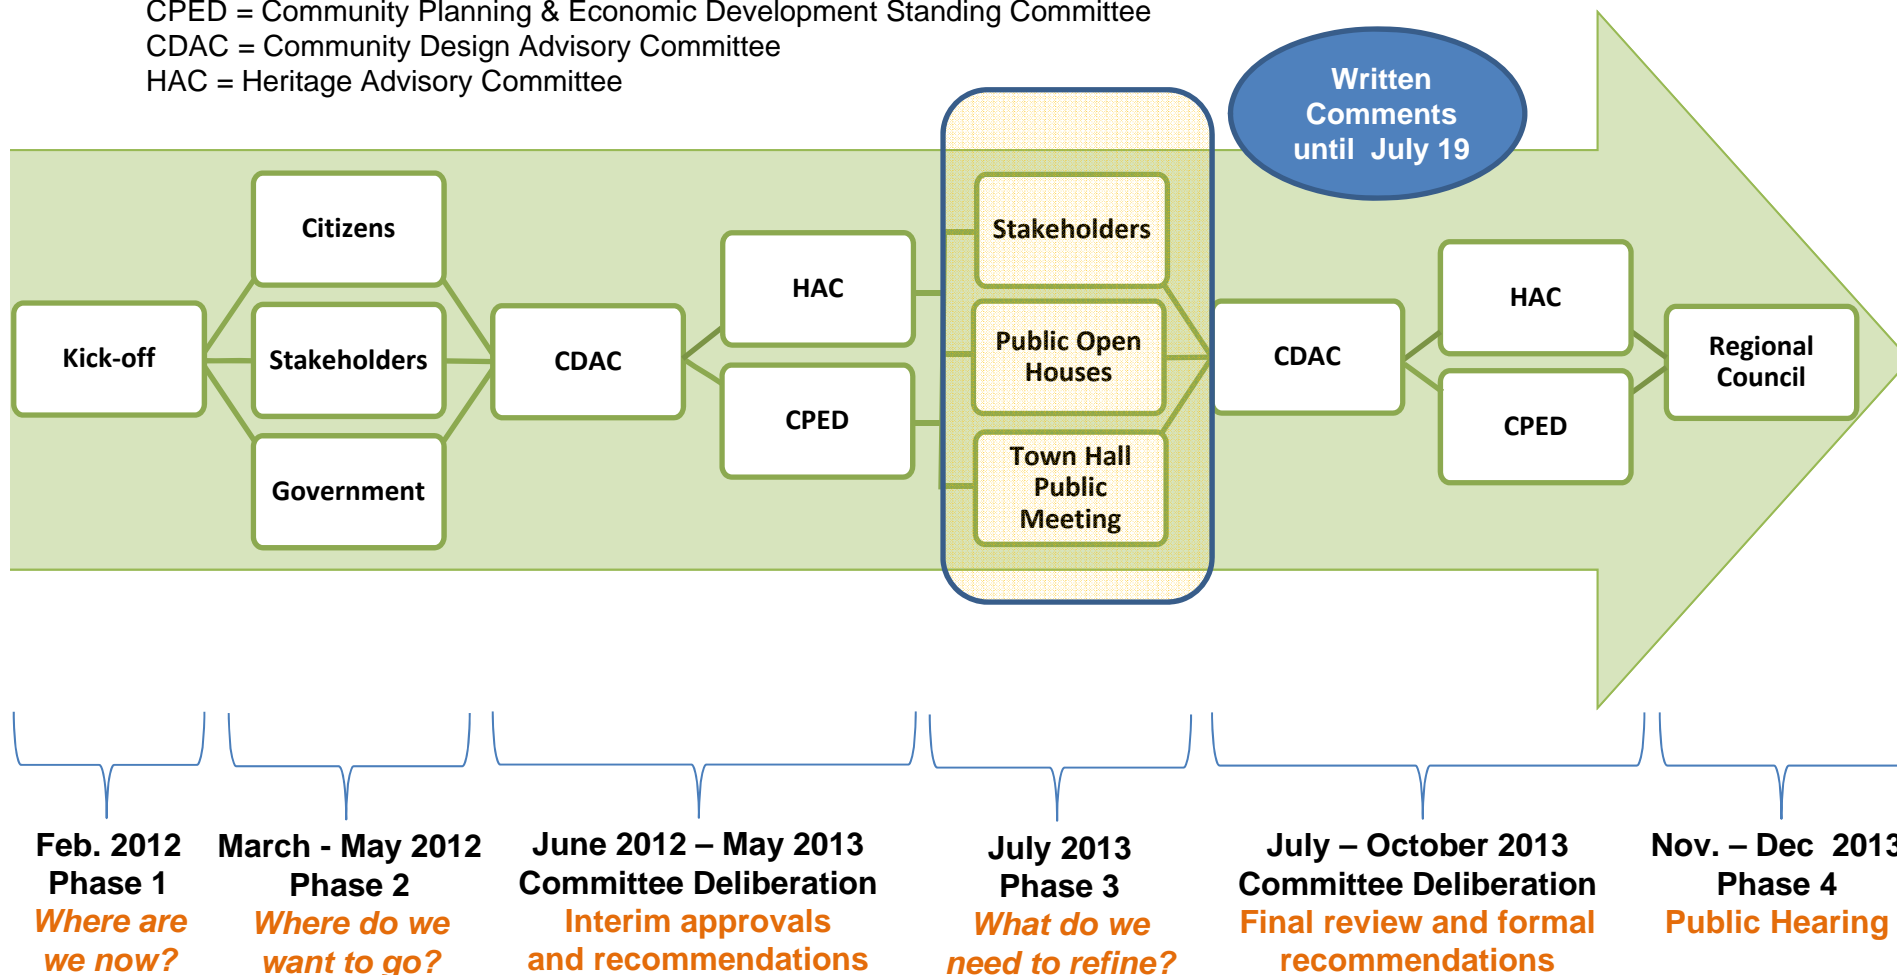 CPED = Community Planning & Economic Development Standing Committee
CDAC = Community Design Advisory Committee
HAC = Heritage Advisory Committee
Written
Comments
until July 19
Kick-off
Citizens
Stakeholders
Government
CDAC
HAC
CPED
Stakeholders
Public Open
Houses
Town Hall
Public
Meeting
CDAC
HAC
CPED
Regional
Council
Feb. 2012
Phase 1
Where are
we now?
March - May 2012
Phase 2
Where do we
want to go?
June 2012 – May 2013
Committee Deliberation
Interim approvals
and recommendations
July 2013
Phase 3
What do we
need to refine?
July – October 2013
Committee Deliberation
Final review and formal
recommendations
Nov. – Dec 2013
Phase 4
Public Hearing